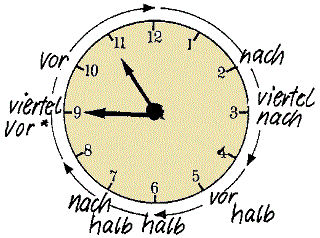 12
11
1
vor
nach
10
2
viertel
vor *
9
3
viertel
nach
8
4
7
5
6
nach
halb
halb
vor
halb